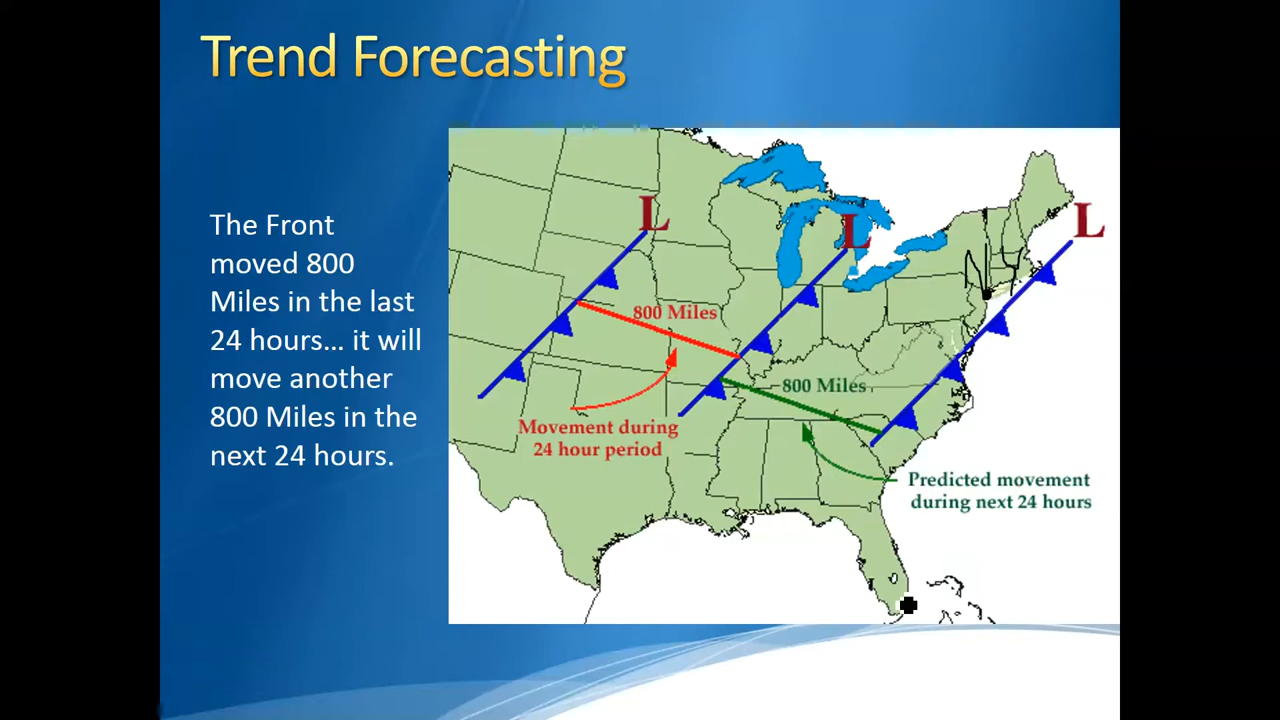 Trend Forecasting
The Front
moved 800
Miles in the last
24 hours... it will
move another
800 Miles in the
next 24 hours.
L
L
L
NY
800 Miles
800 Miles
Movement during
24 hour period
Predicted movement
during next 24 hours